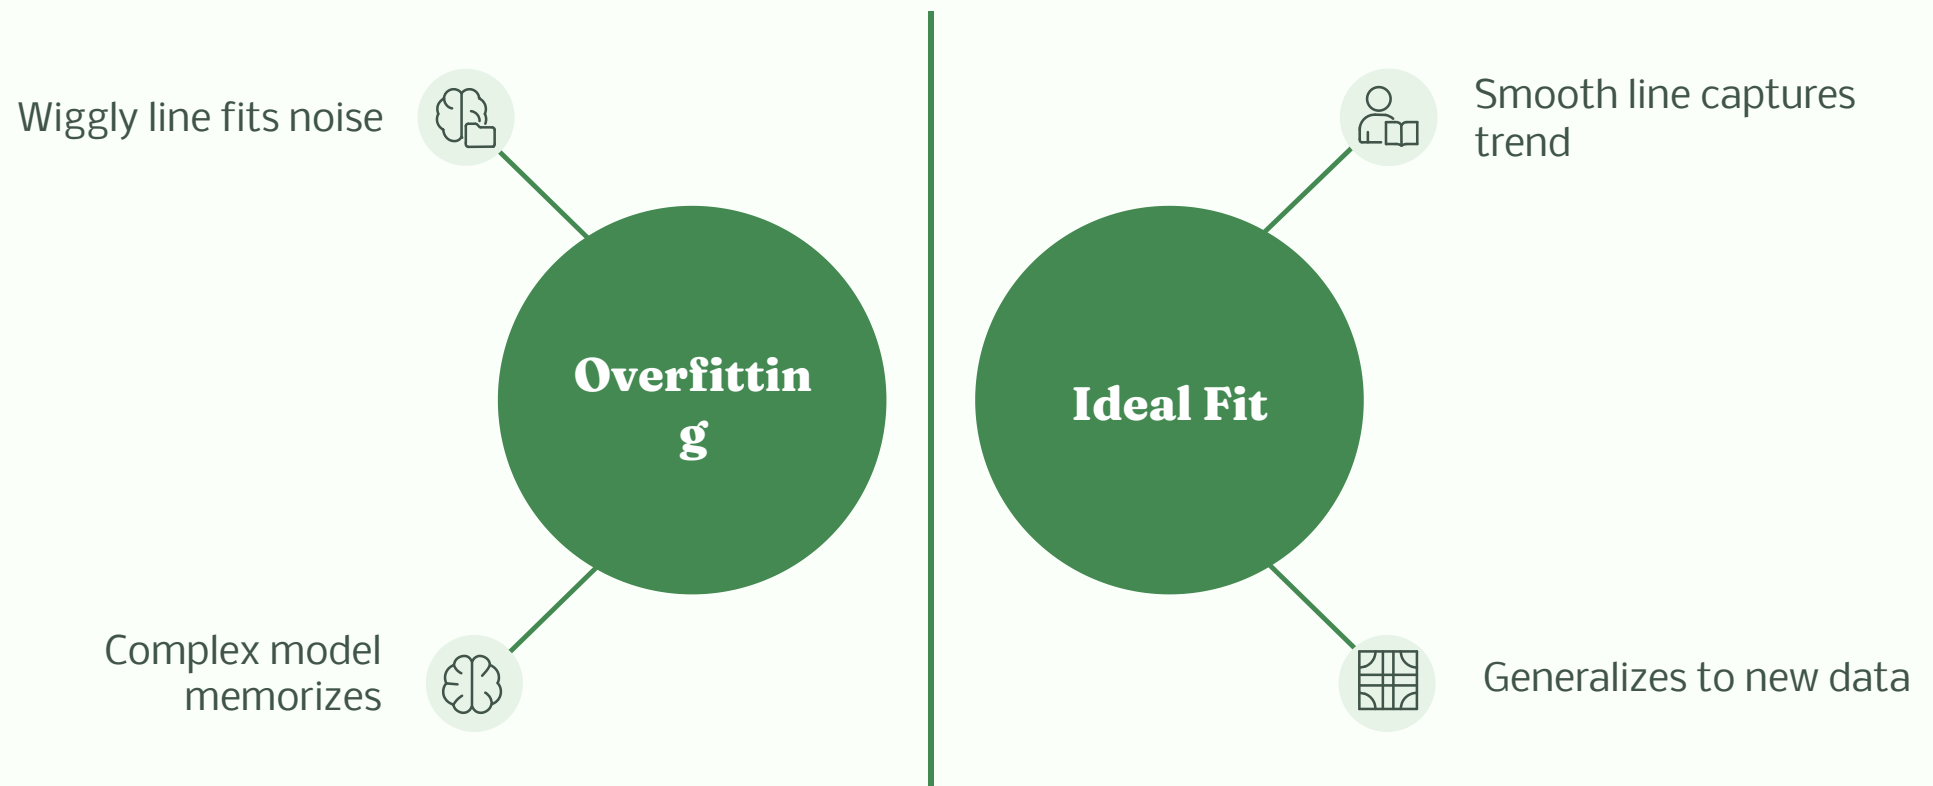 Wiggly line fits noise
Overfittin
g
Complex model
memorizes
Smooth line captures
trend
Ideal Fit
Generalizes to new data